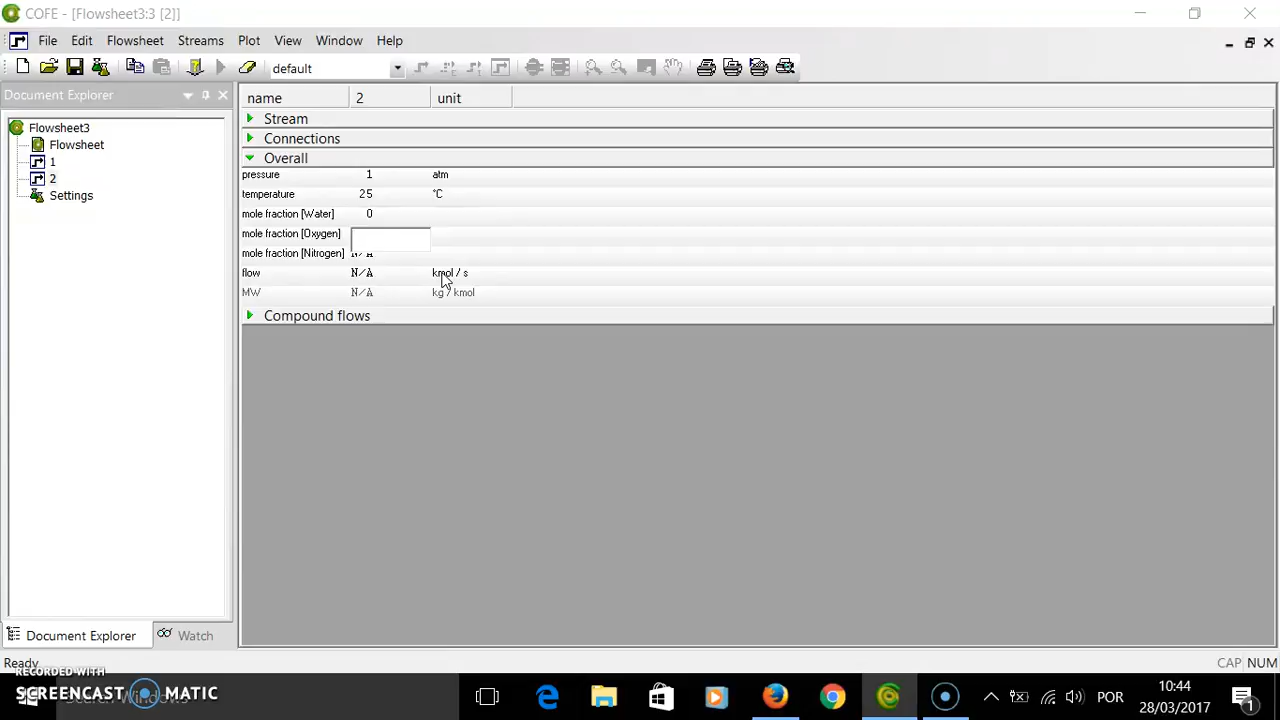 COFE - [Flowsheet3:3 [2]]
File Edit Flowsheet Streams Plot View Window Help
default
Document Explorer
Flowsheet3
Flowsheet
1
2
Settings
name 2 unit
Stream
Connections
Overall
pressure 1 atm
temperature 25 °C
mole fraction [Water] 0
mole fraction [Oxygen]
mole fraction [Nitrogen] N/A
flow N/A kmol / s
MW N/A kg / kmol
Compound flows
Document Explorer Watch
Ready CAP NUM
RECORDED WITH
SCREENCAST MATIC
Search Windows
POR
10:44
28/03/2017
1